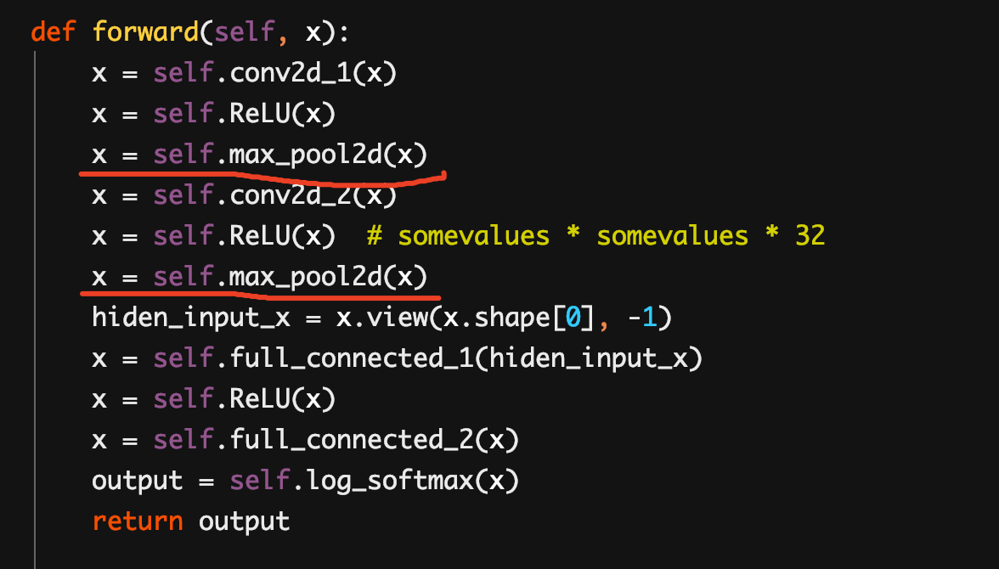 def forward(self, x):
x = self.conv2d_1(x)
x = self.ReLU(x)
x = self.max_pool2d(x)
x = self.conv2d_2(x)
x = self.ReLU(x)  # somevalues * somevalues * 32
x = self.max_pool2d(x)
hiden_input_x = x.view(x.shape[0], -1)
x = self.full_connected_1(hiden_input_x)
x = self.ReLU(x)
x = self.full_connected_2(x)
output = self.log_softmax(x)
return output